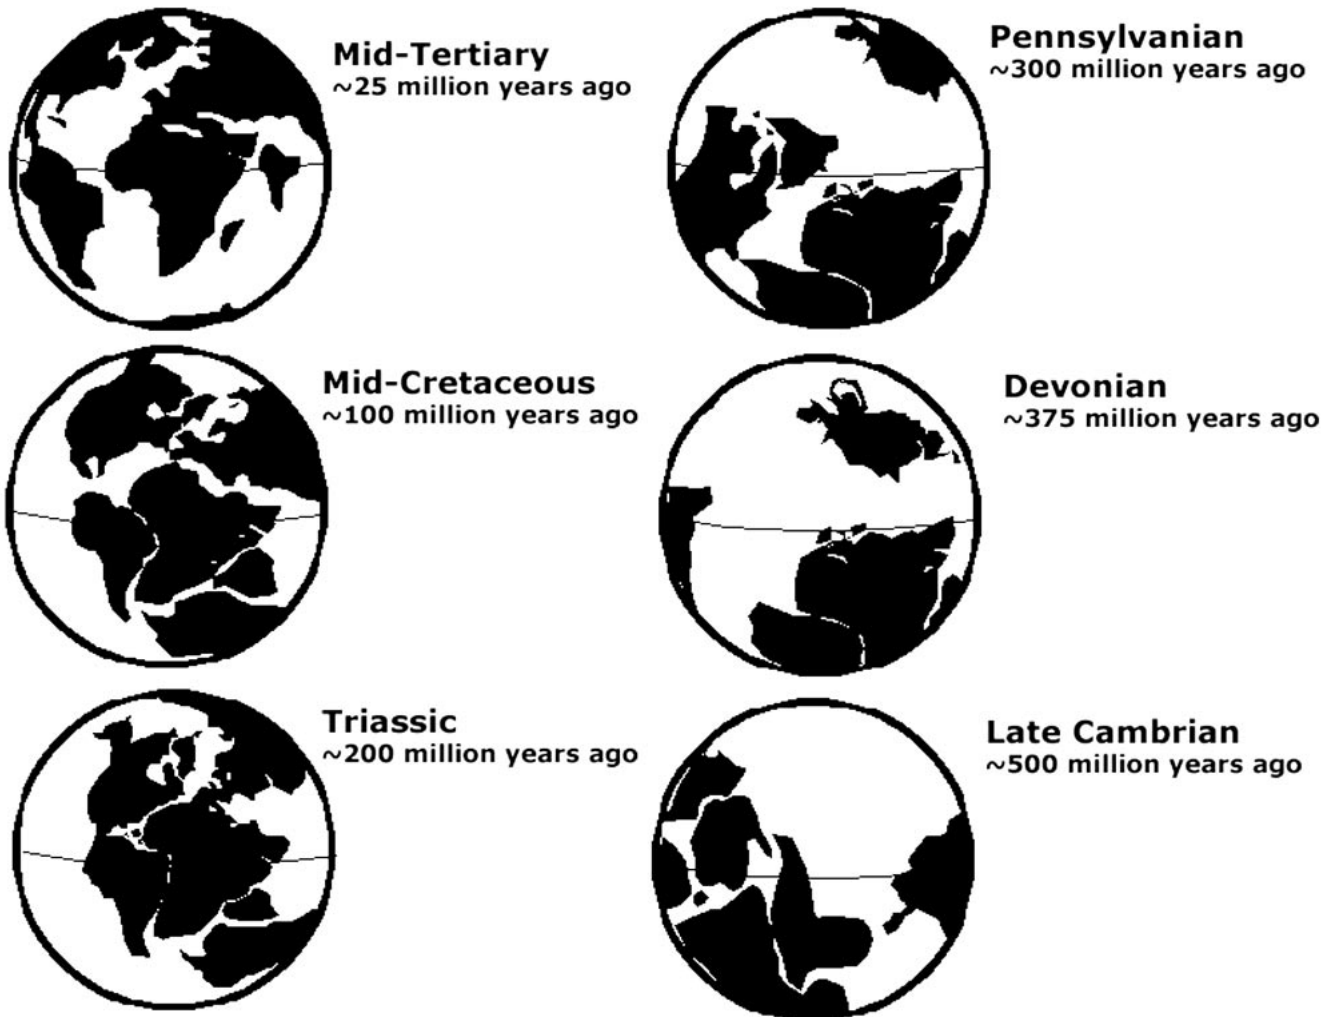 Mid-Tertiary
~25 million years ago
Mid-Cretaceous
~100 million years ago
Triassic
~200 million years ago
Pennsylvanian
~300 million years ago
Devonian
~375 million years ago
Late Cambrian
~500 million years ago